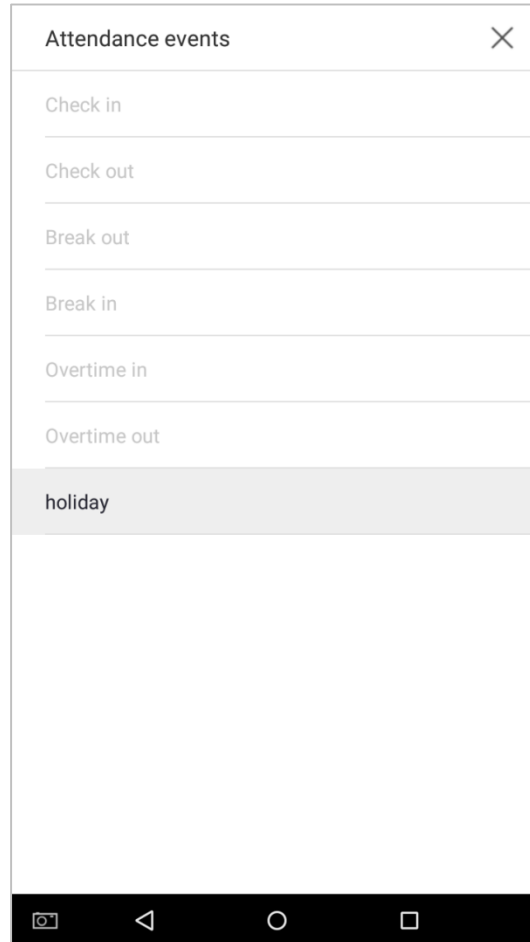 Attendance events
Check in
Check out
Break out
Break in
Overtime in
Overtime out
holiday